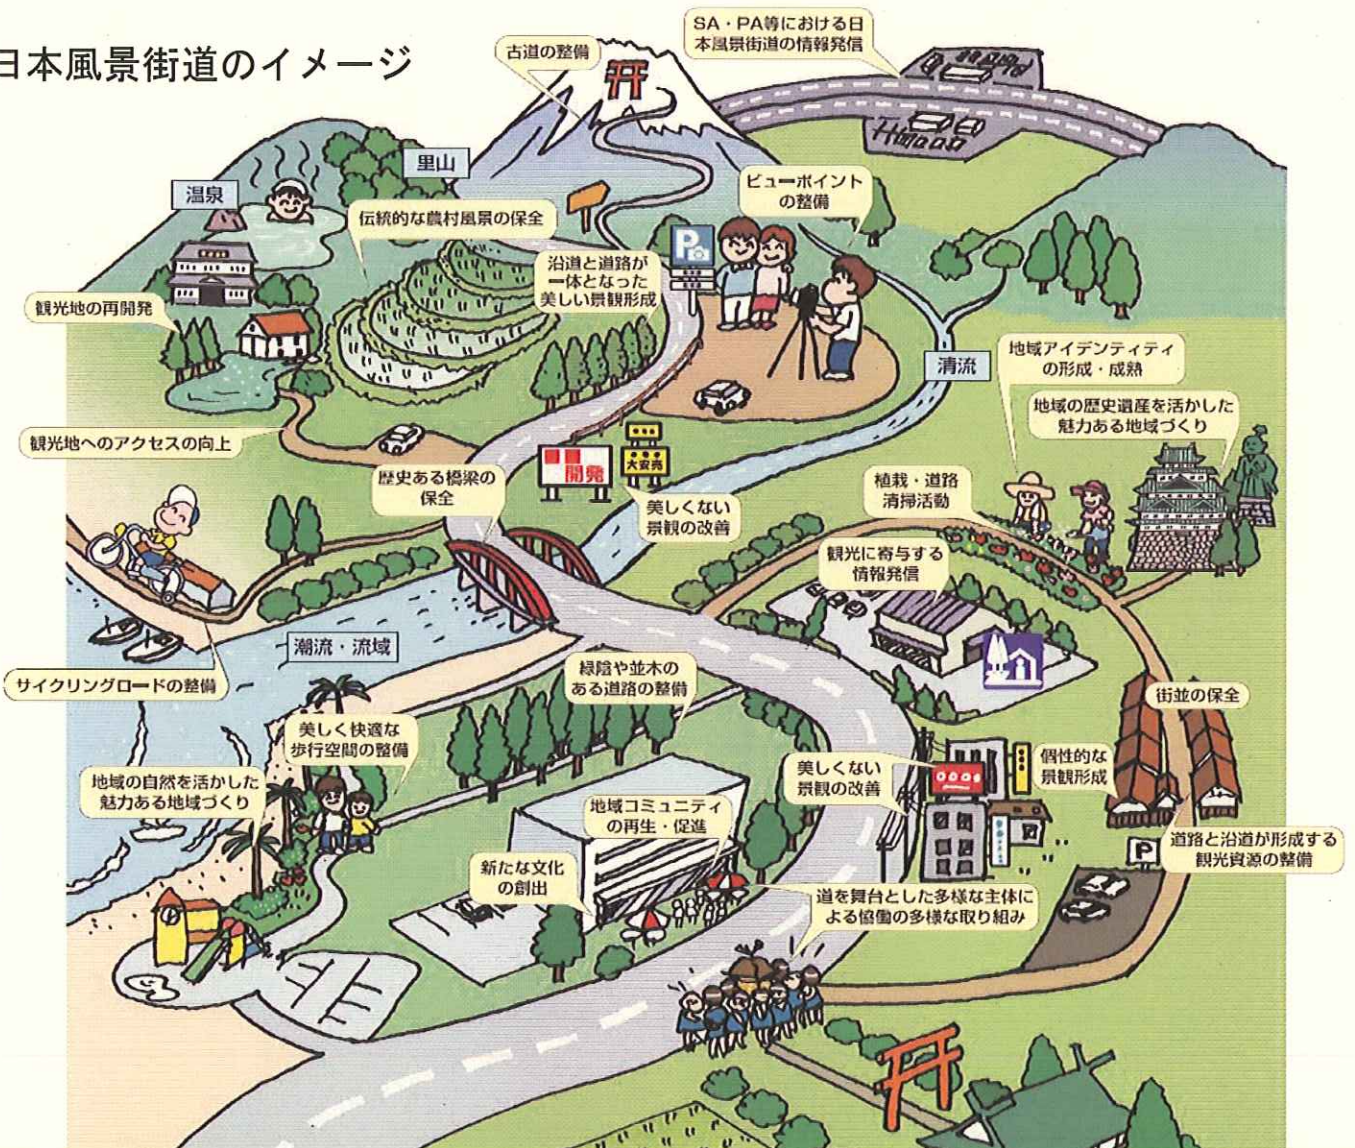 日本風景街道のイメージ
SA・PA等における日
本風景街道の情報発信
古道の整備
里山
温泉
ビューポイント
の整備
伝統的な農村風景の保全
沿道と道路が
一体となった
美しい景観形成
P
観光地の再開発
清流
地域アイデンティティ
の形成・成熟
地域の歴史遺産を活かした
魅力ある地域づくり
観光地へのアクセスの向上
開発
大安売
歴史ある橋梁の
保全
美しくない
景観の改善
植栽・道路
清掃活動
観光に寄与する
情報発信
潮流・流域
サイクリングロードの整備
緑陰や並木の
ある道路の整備
街並の保全
美しく快適な
歩行空間の整備
美しくない
景観の改善
個性的な
景観形成
地域の自然を活かした
魅力ある地域づくり
地域コミュニティ
の再生・促進
P
道路と沿道が形成する
観光資源の整備
新たな文化
の創出
道を舞台とした多様な主体に
よる協働の多様な取り組み